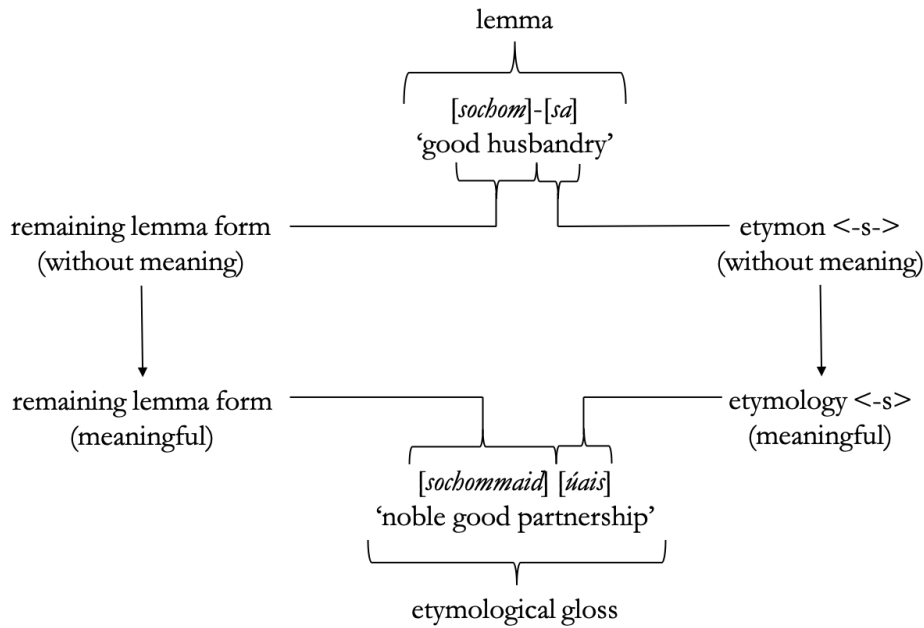 lemma
[sochom]-[sa]
‘good husbandry’
remaining lemma form
(without meaning)
etymon <-s->
(without meaning)
remaining lemma form
(meaningful)
etymology <-s>
(meaningful)
[sochommaid] [úais]
‘noble good partnership’
etymological gloss